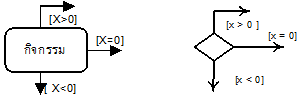 [X>0]
[x > 0 ]
[X=0]
[x = 0]
กิจกรรม
[ X<0]
[x < 0]